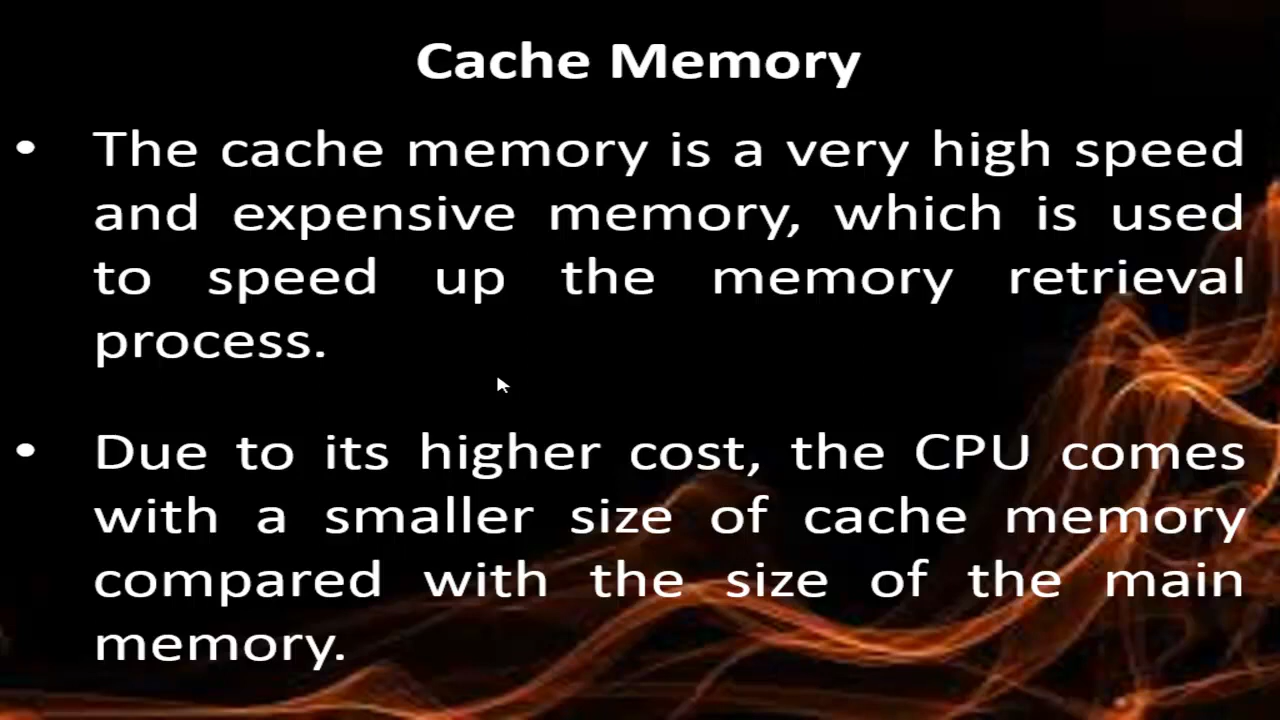 Cache Memory
• The cache memory is a very high speed
and expensive memory, which is used
to speed up the memory retrieval
process.
• Due to its higher cost, the CPU comes
with a smaller size of cache memory
compared with the size of the main
memory.